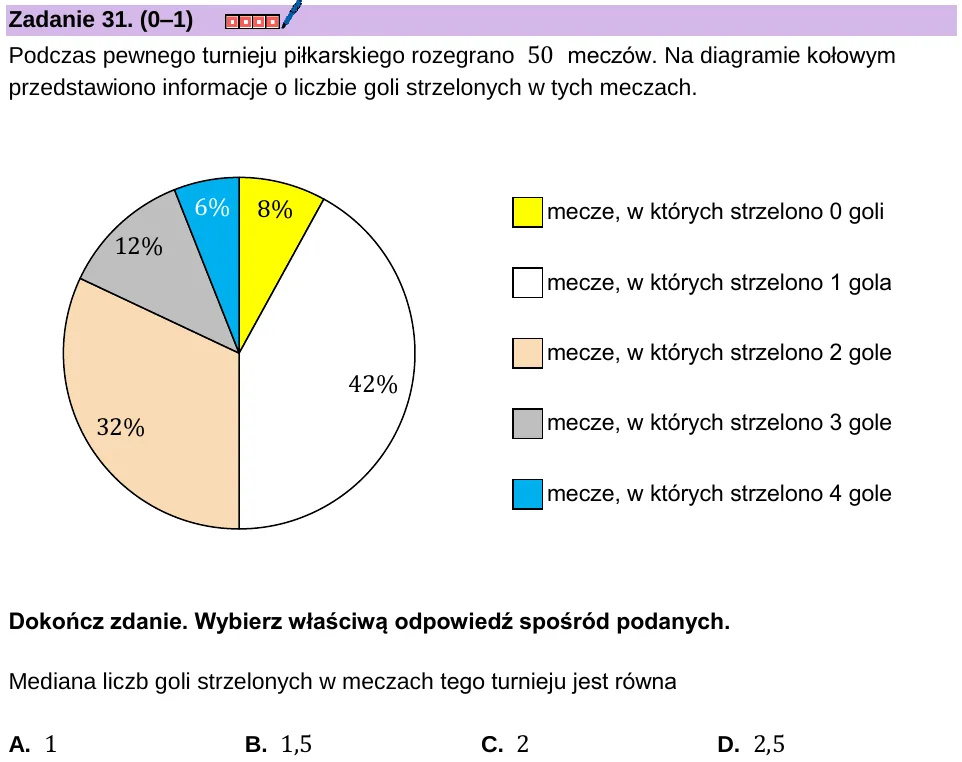 Zadanie 31. (0–1)
Podczas pewnego turnieju piłkarskiego rozegrano 50 meczów. Na diagramie kołowym
przedstawiono informacje o liczbie goli strzelonych w tych meczach.
6%
8%
12%
42%
32%
mecze, w których strzelono 0 goli
mecze, w których strzelono 1 gola
mecze, w których strzelono 2 gole
mecze, w których strzelono 3 gole
mecze, w których strzelono 4 gole
Dokończ zdanie. Wybierz właściwą odpowiedź spośród podanych.
Mediana liczb goli strzelonych w meczach tego turnieju jest równa
A. 1 B. 1,5 C. 2 D. 2,5